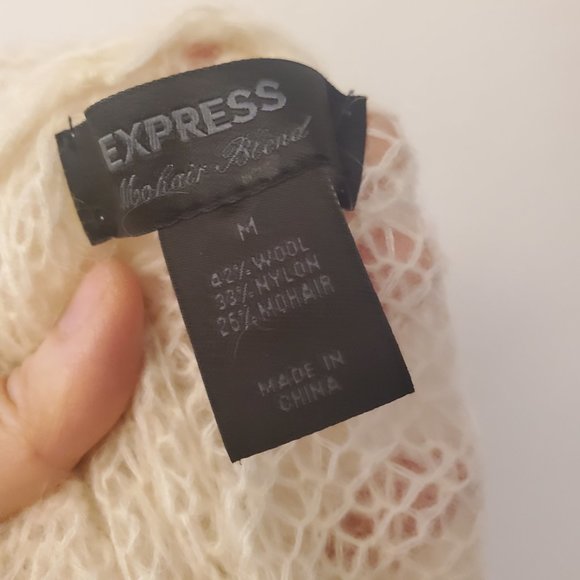 EXPRESS
Mohair Blend
M
42% WOOL
33% NYLON
25% MOHAIR
MADE IN
CHINA